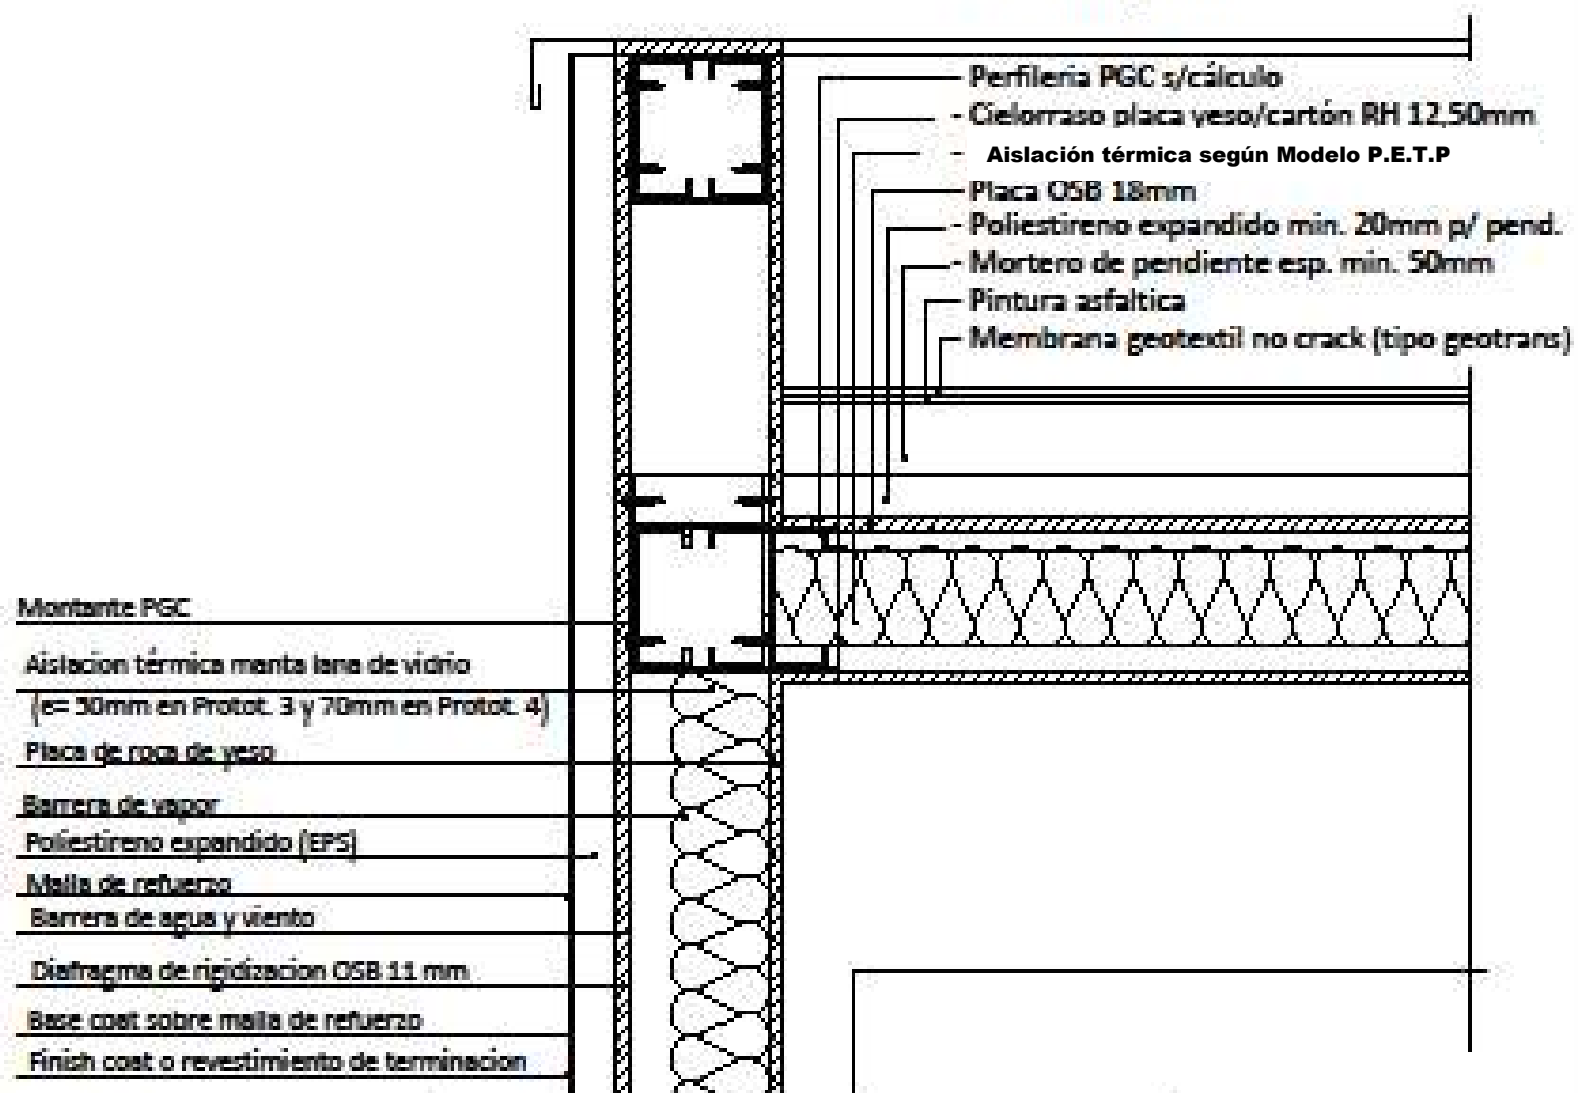 Perfileria PGC s/cálculo
- Cielorraso placa yeso/cartón RH 12,50mm
- Aislación térmica según Modelo P.E.T.P
Placa OSB 18mm
- Poliestireno expandido min. 20mm p/ pend.
- Mortero de pendiente esp. min. 50mm
Pintura asfaltica
Membrana geotextil no crack (tipo geotrans)
Montante PGC
Aislacion térmica manta lana de vidrio
(e= 50mm en Protot. 3 y 70mm en Protot. 4)
Placa de roca de yeso
Barrera de vapor
Poliestireno expandido (EPS)
Malla de refuerzo
Barrera de agua y viento
Diafragma de rigidizacion OSB 11 mm
Base coat sobre malla de refuerzo
Finish coat o revestimiento de terminacion